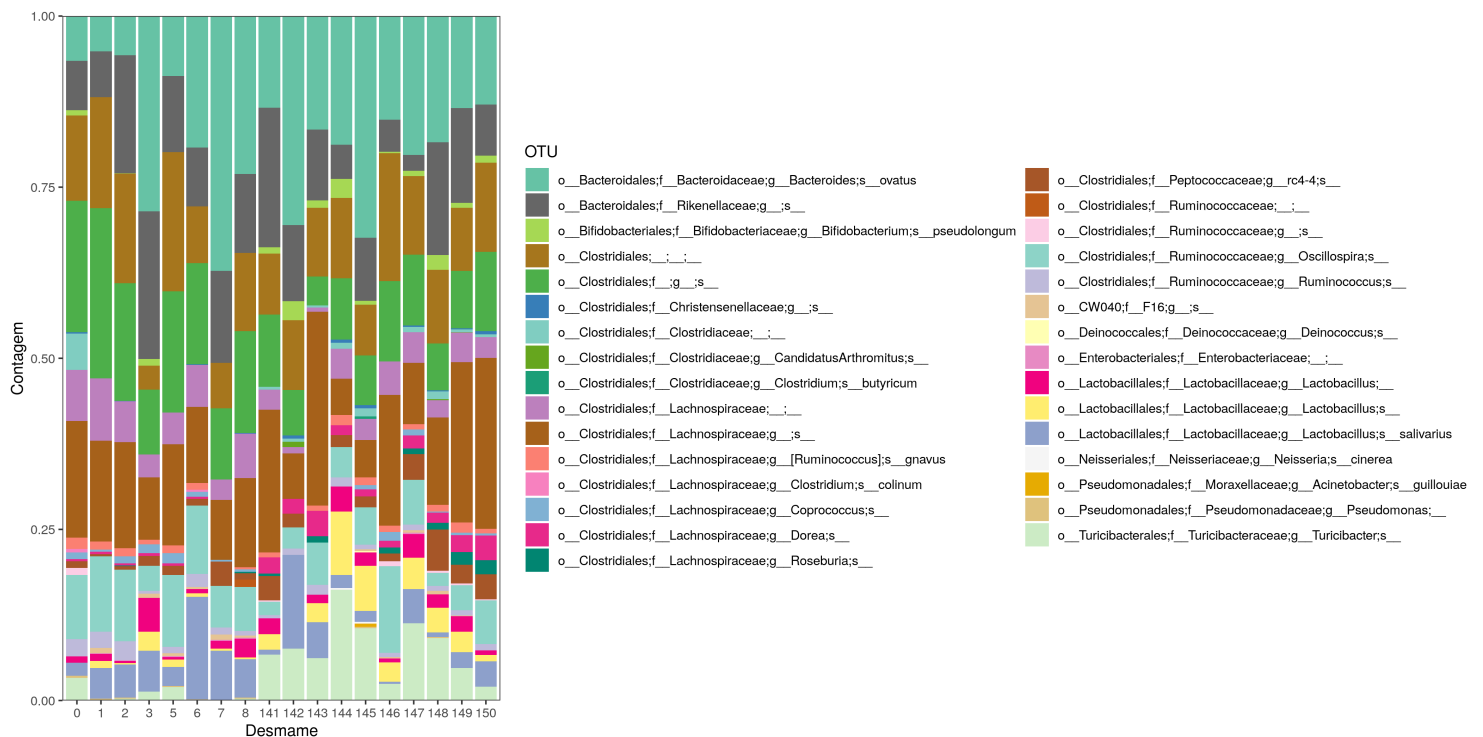 1.00
0.75
0.50
0.25
0.00
Contagem
0 1 2 3 5 6 7 8 141 142 143 144 145 146 147 148 149 150
Desmame
OTU
o__Bacteroidales;f__Bacteroidaceae;g__Bacteroides;s__ovatus
o__Bacteroidales;f__Rikenellaceae;g__;s__
o__Bifidobacteriales;f__Bifidobacteriaceae;g__Bifidobacterium;s__pseudolongum
o__Clostridiales;__;__;__
o__Clostridiales;f__;g__;s__
o__Clostridiales;f__Christensenellaceae;g__;s__
o__Clostridiales;f__Clostridiaceae;__;__
o__Clostridiales;f__Clostridiaceae;g__CandidatusArthromitus;s__
o__Clostridiales;f__Clostridiaceae;g__Clostridium;s__butyricum
o__Clostridiales;f__Lachnospiraceae;__;__
o__Clostridiales;f__Lachnospiraceae;g__;s__
o__Clostridiales;f__Lachnospiraceae;g__[Ruminococcus];s__gnavus
o__Clostridiales;f__Lachnospiraceae;g__Clostridium;s__colinum
o__Clostridiales;f__Lachnospiraceae;g__Coprococcus;s__
o__Clostridiales;f__Lachnospiraceae;g__Dorea;s__
o__Clostridiales;f__Lachnospiraceae;g__Roseburia;s__
o__Clostridiales;f__Peptococcaceae;g__rc4-4;s__
o__Clostridiales;f__Ruminococcaceae;__;__
o__Clostridiales;f__Ruminococcaceae;g__;s__
o__Clostridiales;f__Ruminococcaceae;g__Oscillospira;s__
o__Clostridiales;f__Ruminococcaceae;g__Ruminococcus;s__
o__CW040;f__F16;g__;s__
o__Deinococcales;f__Deinococcaceae;g__Deinococcus;s__
o__Enterobacteriales;f__Enterobacteriaceae;__;__
o__Lactobacillales;f__Lactobacillaceae;g__Lactobacillus;__
o__Lactobacillales;f__Lactobacillaceae;g__Lactobacillus;s__
o__Lactobacillales;f__Lactobacillaceae;g__Lactobacillus;s__salivarius
o__Neisseriales;f__Neisseriaceae;g__Neisseria;s__cinerea
o__Pseudomonadales;f__Moraxellaceae;g__Acinetobacter;s__guillouiae
o__Pseudomonadales;f__Pseudomonadaceae;g__Pseudomonas;__
o__Turicibacterales;f__Turicibacteraceae;g__Turicibacter;s__